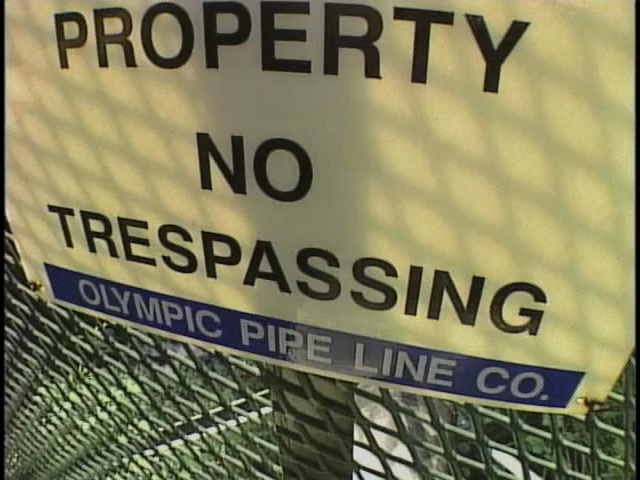 PROPERTY
NO
TRESPASSING
OLYMPIC PIPE LINE CO.